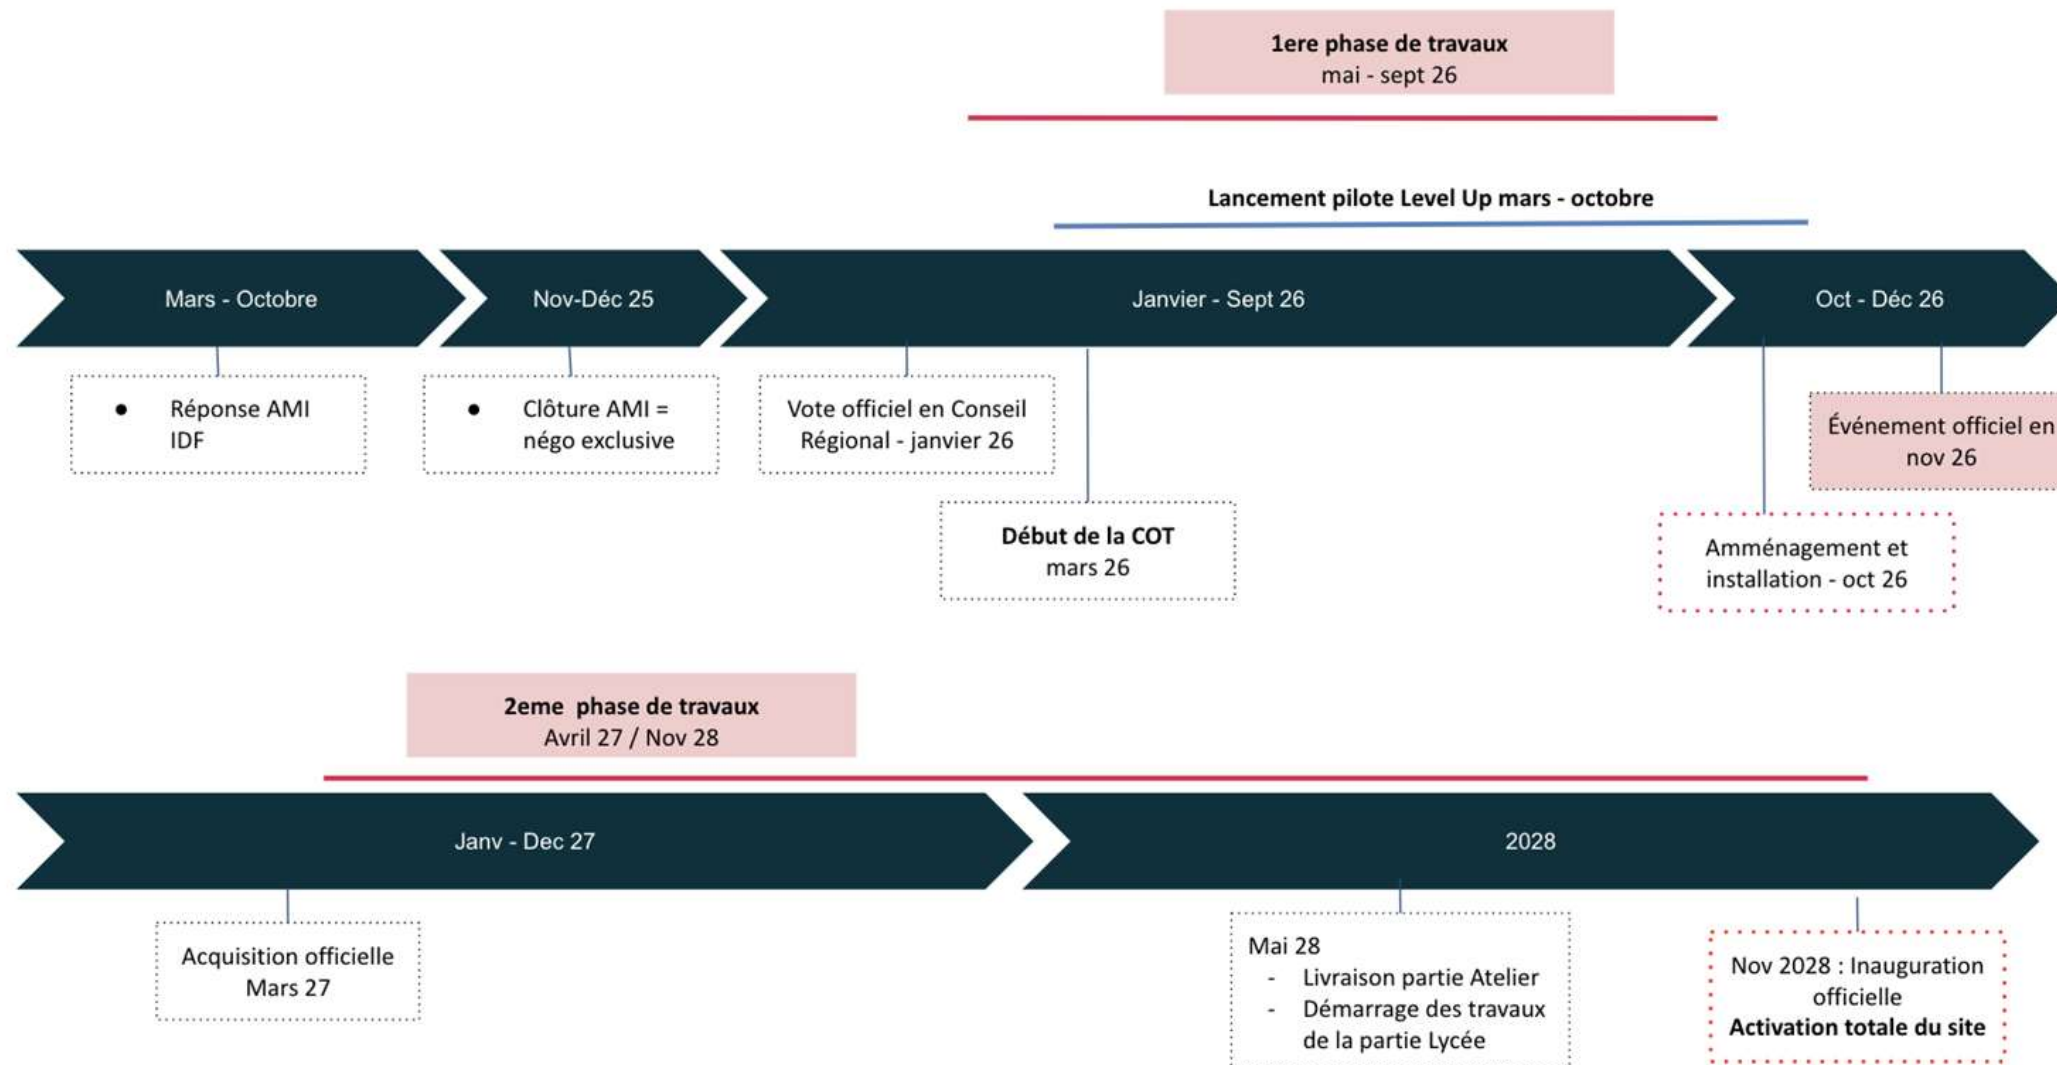 1ere phase de travaux
mai - sept 26
Lancement pilote Level Up mars - octobre
Mars - Octobre
Nov-Déc 25
Janvier - Sept 26
Oct - Déc 26
● Réponse AMI
IDF
● Clôture AMI =
négo exclusive
Vote officiel en Conseil
Régional - janvier 26
Événement officiel en
nov 26
Début de la COT
mars 26
Amménagement et
installation - oct 26
2eme phase de travaux
Avril 27 / Nov 28
Janv - Dec 27
2028
Acquisition officielle
Mars 27
Mai 28
- Livraison partie Atelier
- Démarrage des travaux
de la partie Lycée
Nov 2028 : Inauguration
officielle
Activation totale du site